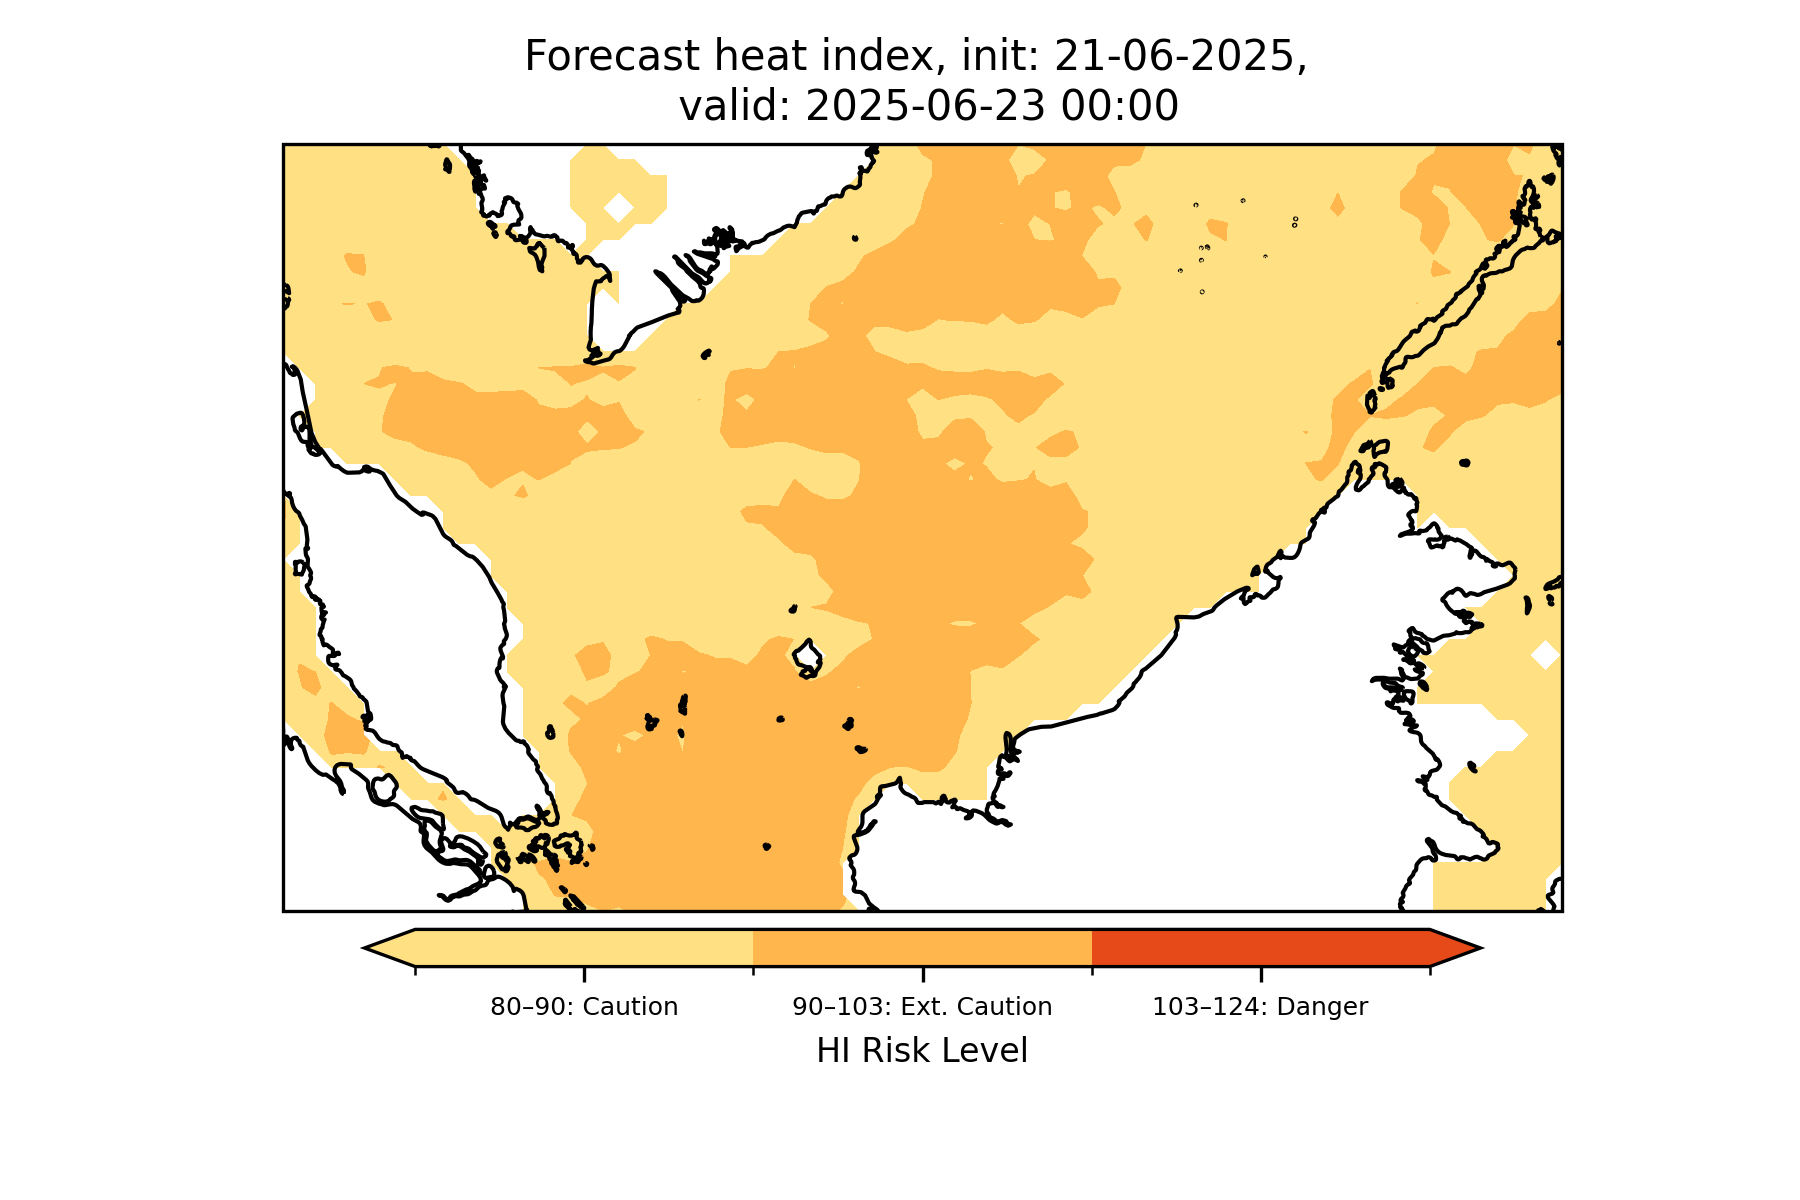 Forecast heat index, init: 21-06-2025,
valid: 2025-06-23 00:00
80–90: Caution
90–103: Ext. Caution
103–124: Danger
HI Risk Level